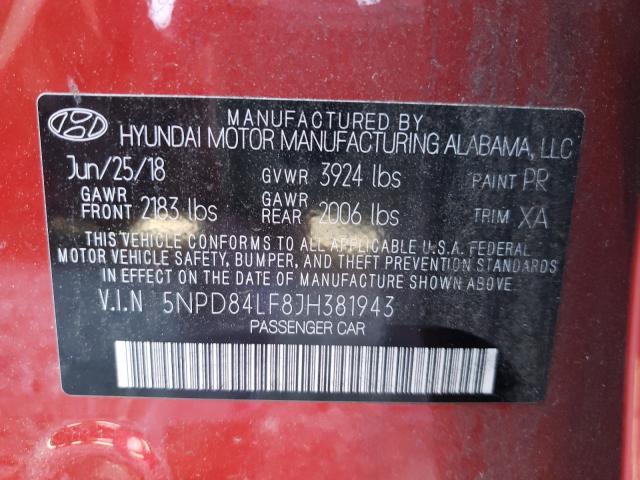 MANUFACTURED BY
HYUNDAI MOTOR MANUFACTURING ALABAMA, LLC
Jun/25/18 GVWR 3924 lbs PAINT PR
GAWR FRONT 2183 lbs GAWR REAR 2006 lbs TRIM XA
THIS VEHICLE CONFORMS TO ALL APPLICABLE U.S.A. FEDERAL
MOTOR VEHICLE SAFETY, BUMPER, AND THEFT PREVENTION STANDARDS
IN EFFECT ON THE DATE OF MANUFACTURE SHOWN ABOVE.
V.I.N 5NPD84LF8JH381943
PASSENGER CAR